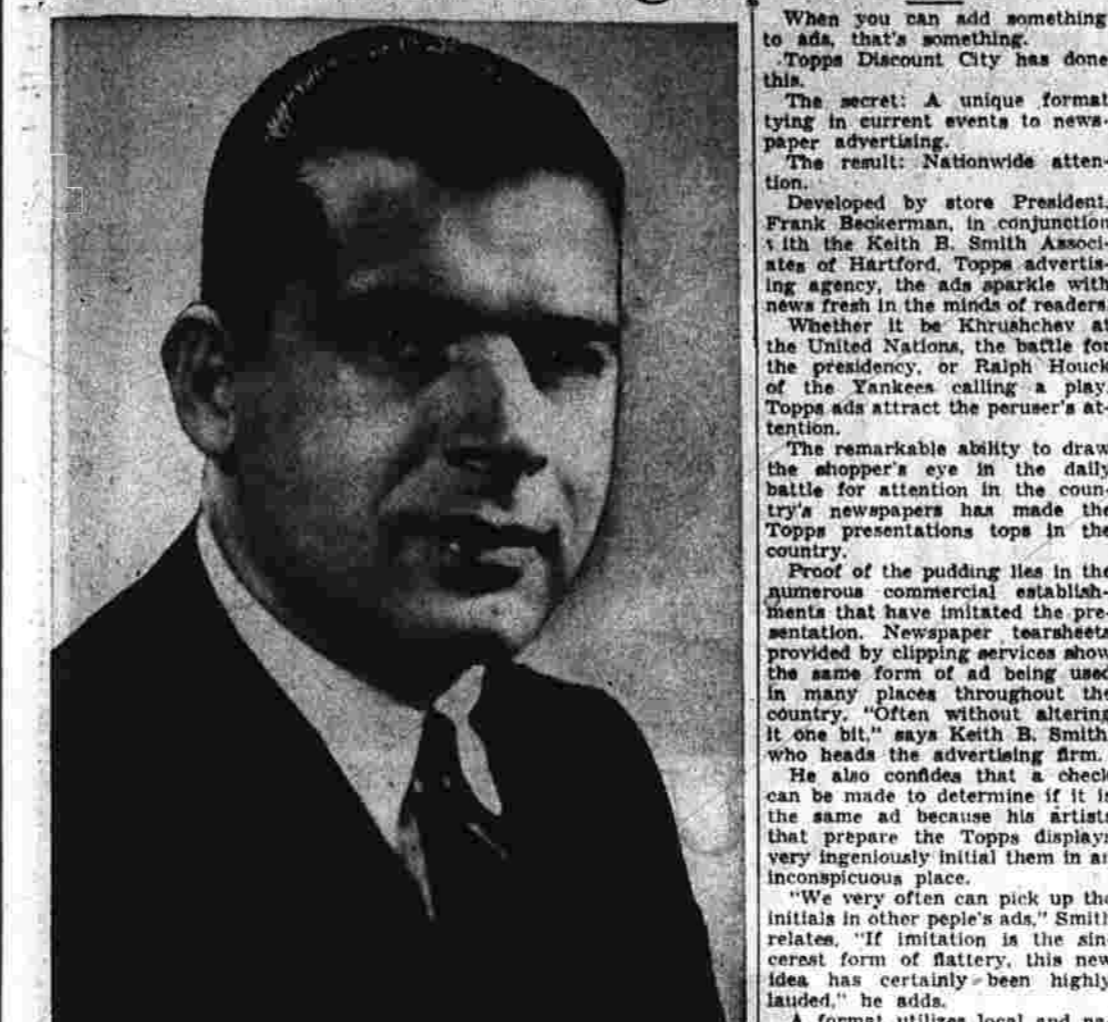 When you can add something
to ads, that's something.
Topps Discount City has done
this.
The secret: A unique format
tying in current events to news-
paper advertising.
The result: Nationwide atten-
tion.
Developed by store President,
Frank Beckerman, in conjunction
ith the Keith B. Smith Associ-
ates of Hartford, Topps advertis-
ing agency, the ads sparkle with
news fresh in the minds of readers.
Whether it be Khrushchev at
the United Nations, the battle for
the presidency, or Ralph Houck
of the Yankees calling a play,
Topps ads attract the peruser's at-
tention.
The remarkable ability to draw
the shopper's eye in the daily
battle for attention in the coun-
try's newspapers has made the
Topps presentations tops in the
country.
Proof of the pudding lies in the
numerous commercial establish-
ments that have imitated the pre-
sentation. Newspaper tearsheets
provided by clipping services show
the same form of ad being used
in many places throughout the
country. "Often without altering
it one bit," says Keith B. Smith
who heads the advertising firm.
He also confides that a check
can be made to determine if it is
the same ad because his artists
that prepare the Topps displays
very ingeniously initial them in an
inconspicuous place.
"We very often can pick up the
initials in other peple's ads," Smith
relates, "If imitation is the sin-
cerest form of flattery, this new
idea has certainly been highly
lauded," he adds.
A format utilizes local and na-